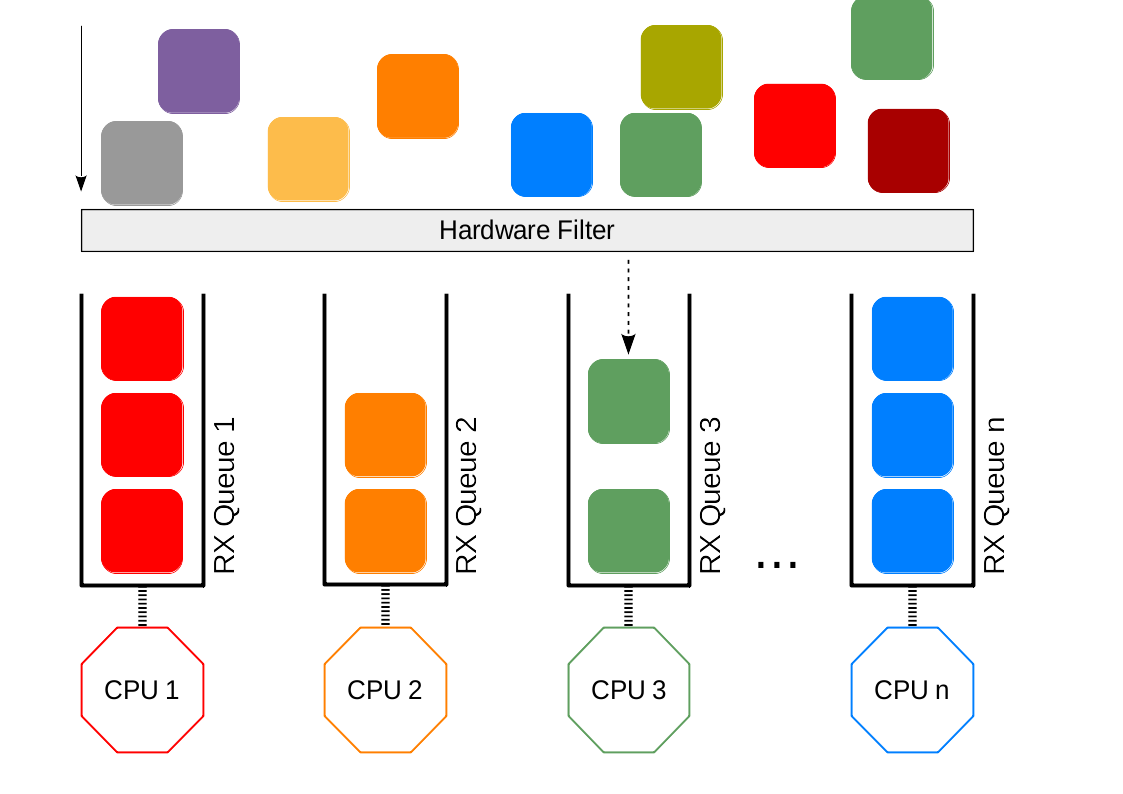 Hardware Filter
RX Queue 1
RX Queue 2
RX Queue 3
...
RX Queue n
CPU 1
CPU 2
CPU 3
CPU n